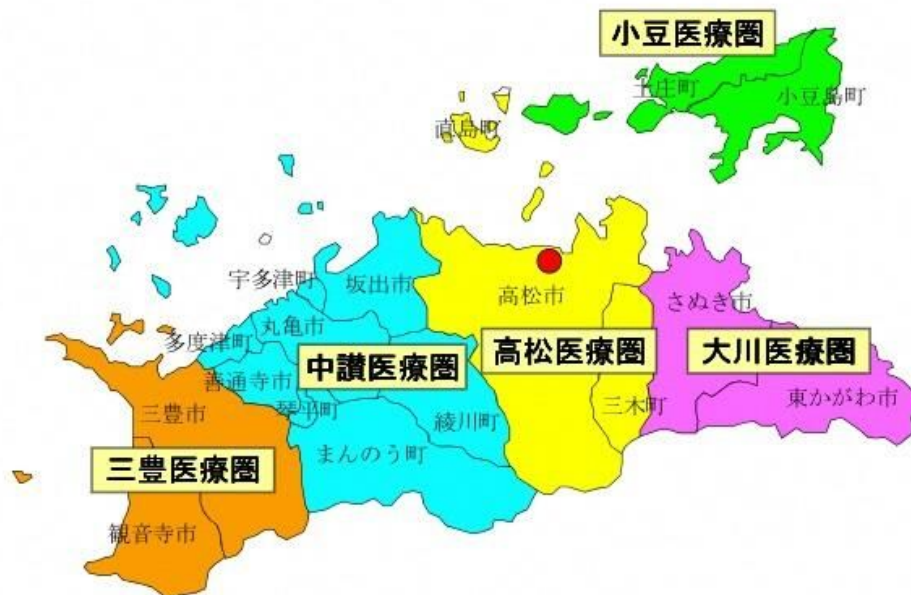 小豆医療圏
土庄町
小豆島町
直島町
宇多津町
坂出市
高松市
さぬき市
丸亀市
多度津町
中讃医療圏
高松医療圏
大川医療圏
善通寺市
三豊市
琴平町
綾川町
三木町
東かがわ市
まんのう町
三豊医療圏
観音寺市